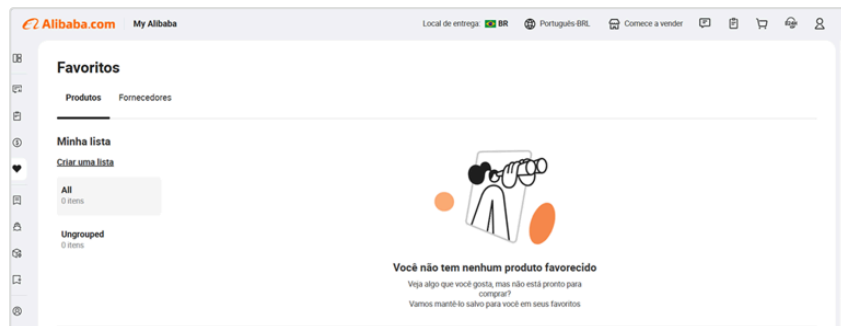 Alibaba.com My Alibaba Local de entrega: BR Português-BRL Comece a vender
Favoritos
Produtos Fornecedores
Minha lista
Criar uma lista
All
0 itens
Ungrouped
0 itens
Você não tem nenhum produto favorecido
Veja algo que você gosta, mas não está pronto para
comprar?
Vamos mantê-lo salvo para você em seus favoritos